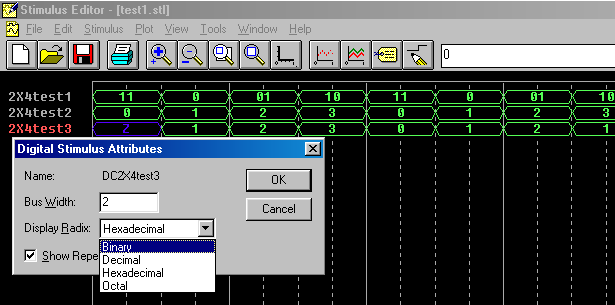 Stimulus Editor - [test1.stl]
File Edit Stimulus Plot View Tools Window Help
0
2X4test1 11 0 01 10 11 0 01 10
2X4test2 0 1 2 3 0 1 2 3
2X4test3 2 1 2 3 0 1 2 1
Digital Stimulus Attributes
Name: DC2X4test3
OK
Bus Width: 2
Cancel
Display Radix: Hexadecimal
Binary
Decimal
Hexadecimal
Octal
Show Repe